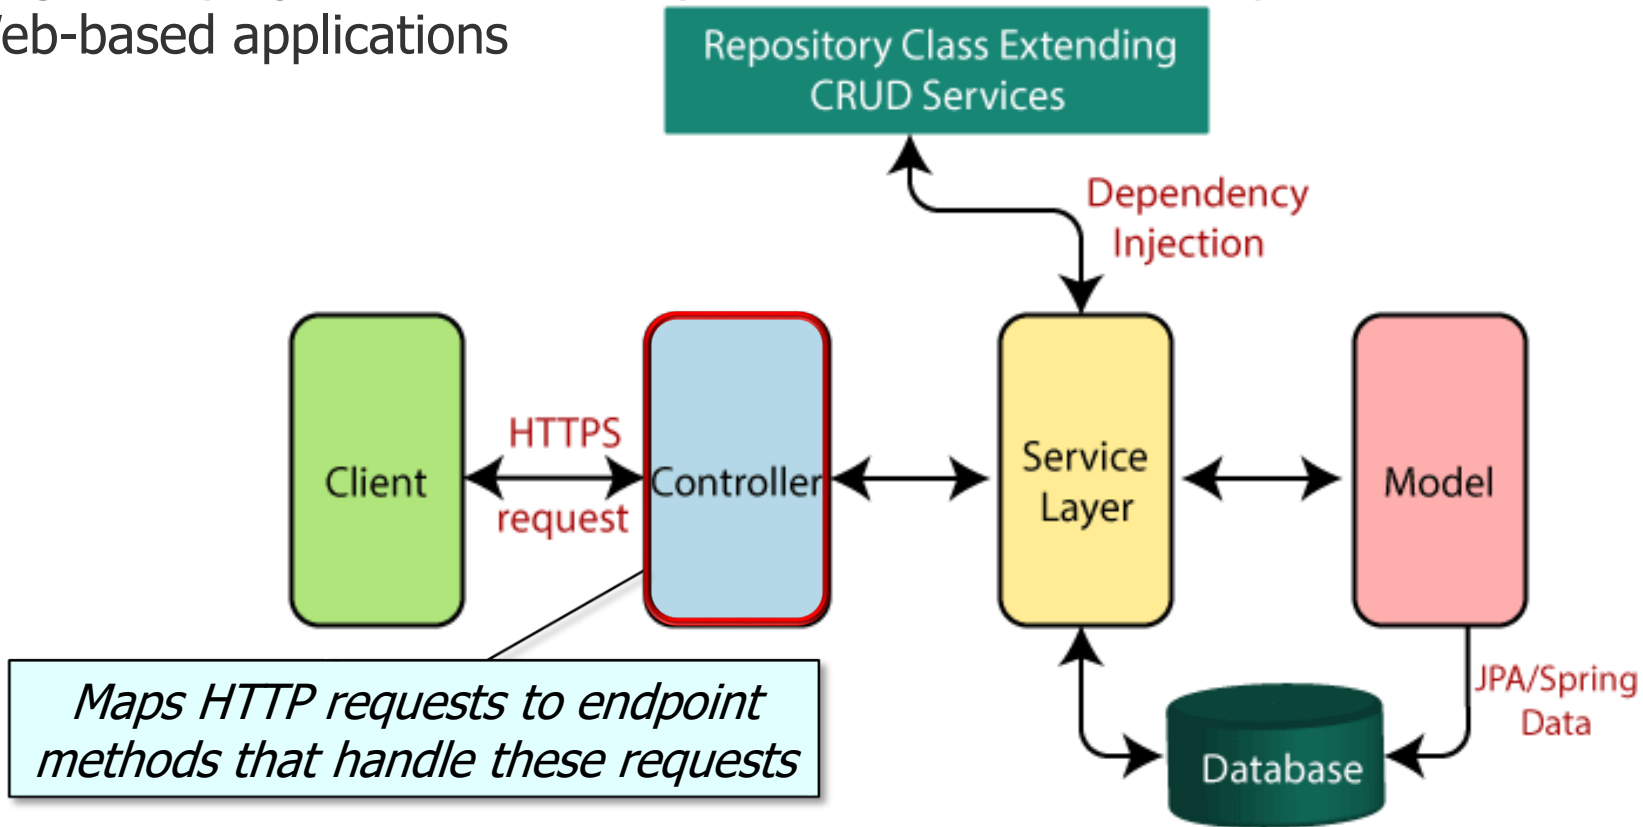 Web-based applications
Repository Class Extending
CRUD Services
Dependency
Injection
HTTPS
request
Client
Controller
Service
Layer
Model
Maps HTTP requests to endpoint
methods that handle these requests
JPA/Spring
Data
Database